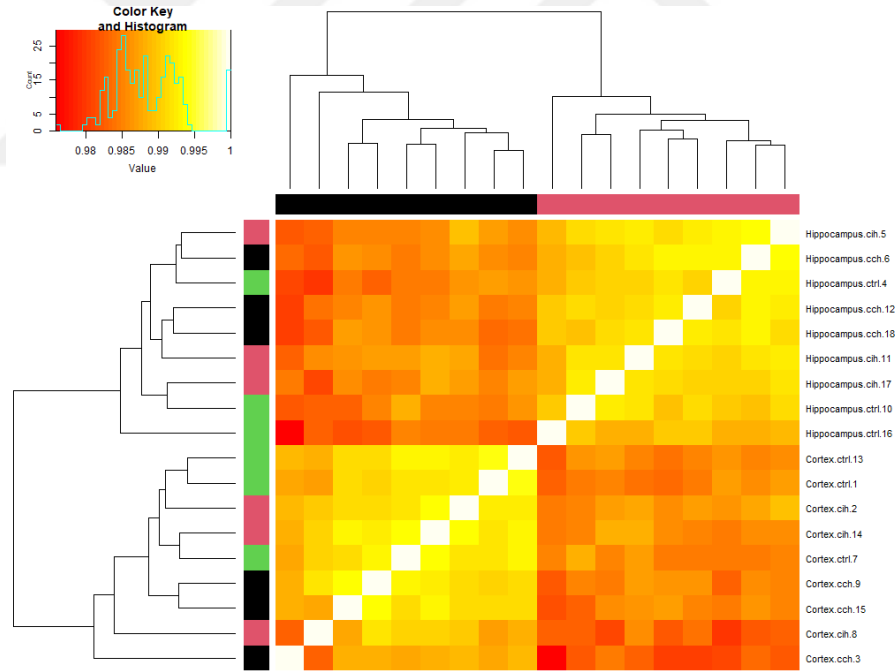 Color Key
and Histogram
Count
0 5 15 25
0.98 0.985 0.99 0.995 1
Value
Hippocampus.cih.5
Hippocampus.cch.6
Hippocampus.ctrl.4
Hippocampus.cch.12
Hippocampus.cch.18
Hippocampus.cih.11
Hippocampus.cih.17
Hippocampus.ctrl.10
Hippocampus.ctrl.16
Cortex.ctrl.13
Cortex.ctrl.1
Cortex.cih.2
Cortex.cih.14
Cortex.ctrl.7
Cortex.cch.9
Cortex.cch.15
Cortex.cih.8
Cortex.cch.3